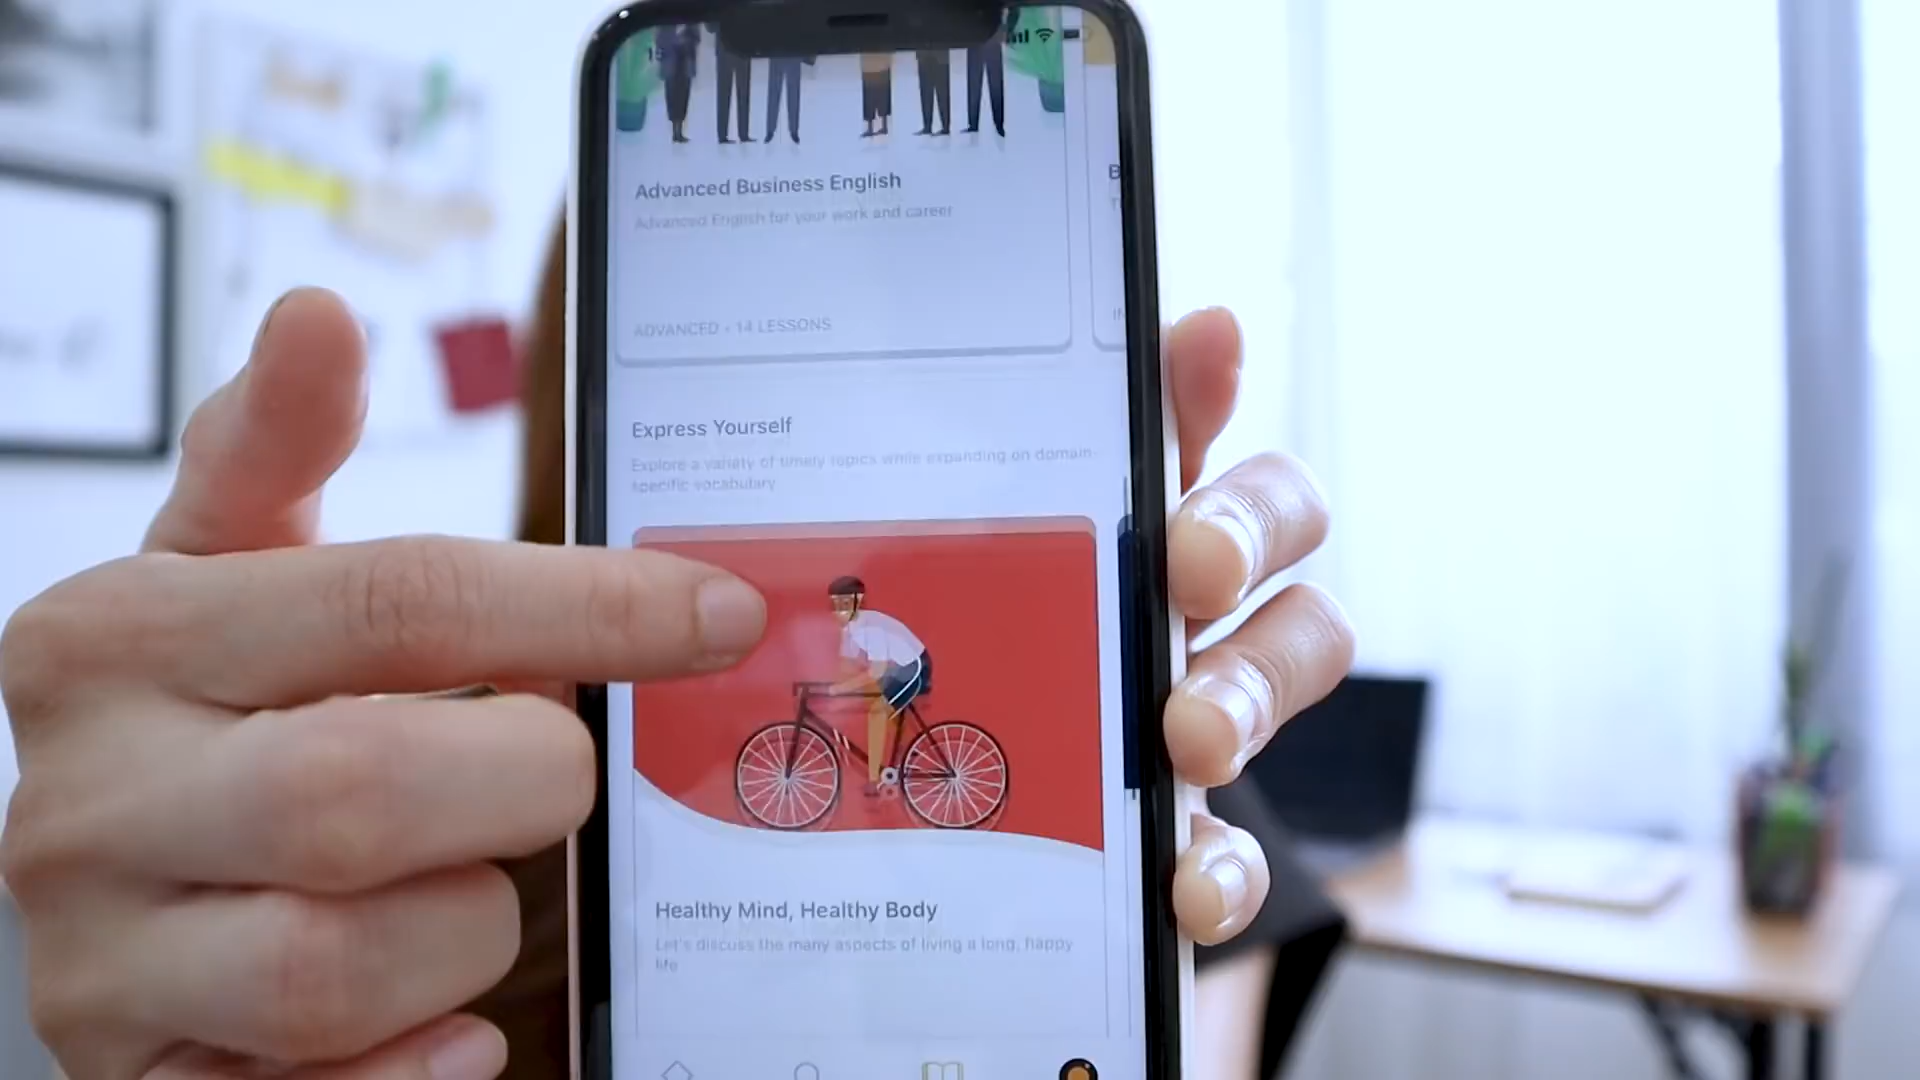 Advanced Business English
Advanced English for your work and career
ADVANCED • 14 LESSONS
Express Yourself
Explore a variety of timely topics while expanding on domain-
specific vocabulary
Healthy Mind, Healthy Body
Let's discuss the many aspects of living a long, happy
life